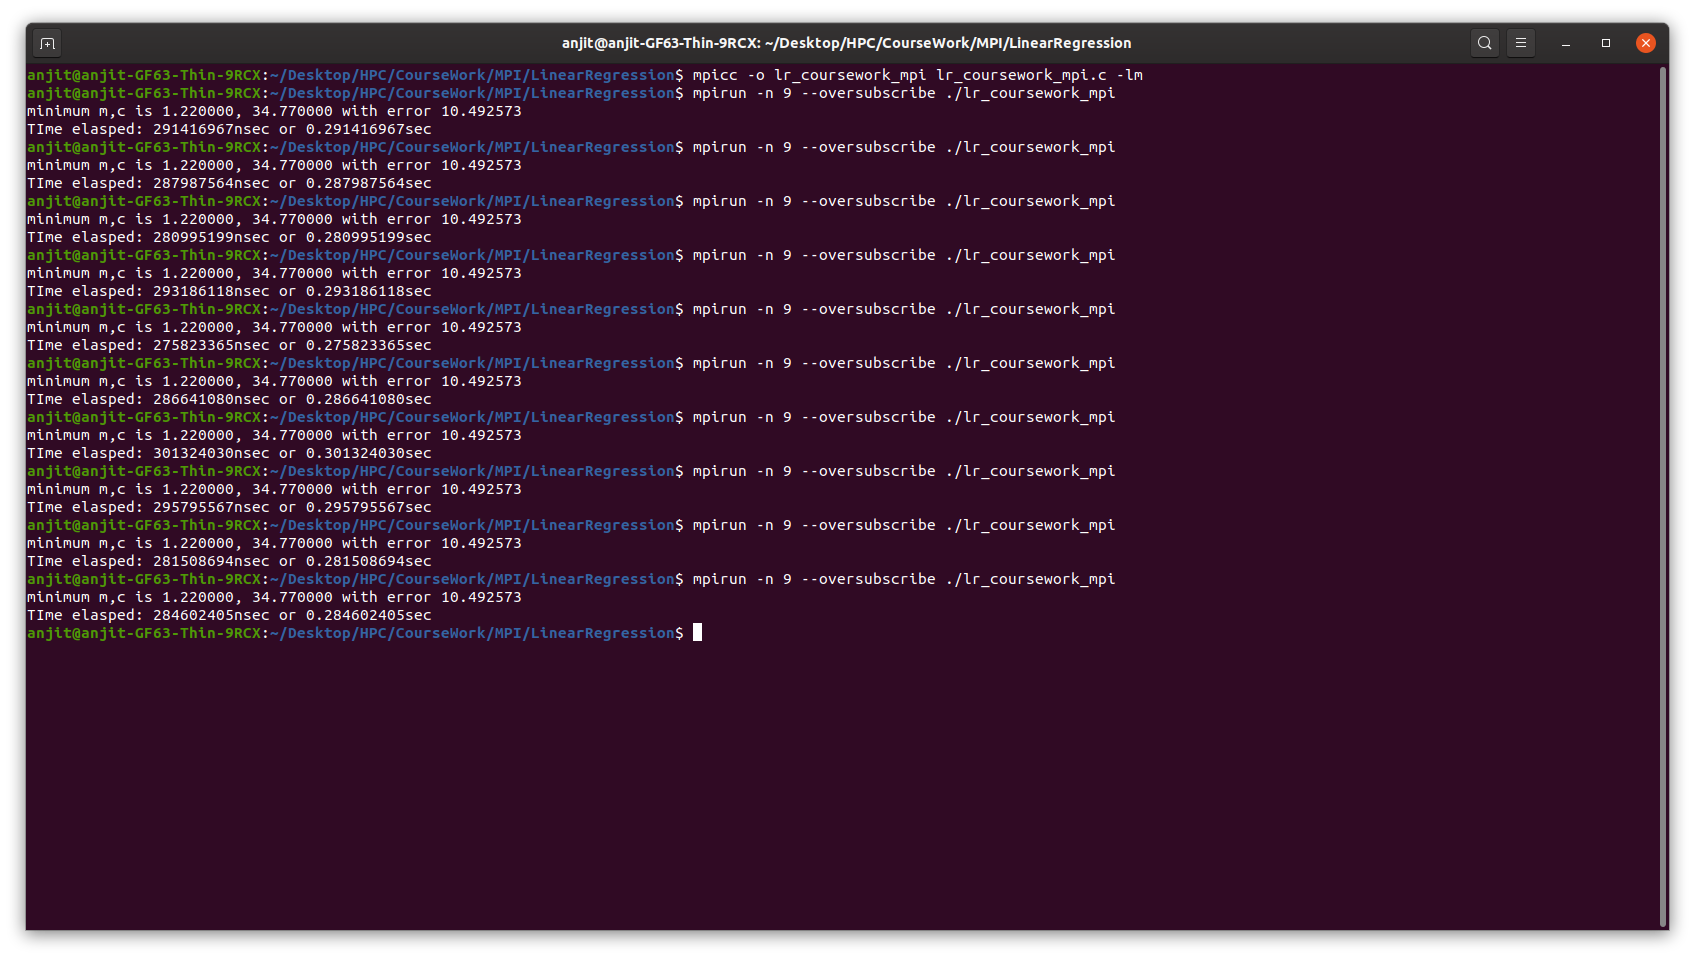 anjit@anjit-GF63-Thin-9RCX: ~/Desktop/HPC/CourseWork/MPI/LinearRegression
anjit@anjit-GF63-Thin-9RCX:~/Desktop/HPC/CourseWork/MPI/LinearRegression$ mpicc -o lr_coursework_mpi lr_coursework_mpi.c -lm
anjit@anjit-GF63-Thin-9RCX:~/Desktop/HPC/CourseWork/MPI/LinearRegression$ mpirun -n 9 --oversubscribe ./lr_coursework_mpi
minimum m,c is 1.220000, 34.770000 with error 10.492573
TIme elasped: 291416967nsec or 0.291416967sec
anjit@anjit-GF63-Thin-9RCX:~/Desktop/HPC/CourseWork/MPI/LinearRegression$ mpirun -n 9 --oversubscribe ./lr_coursework_mpi
minimum m,c is 1.220000, 34.770000 with error 10.492573
TIme elasped: 287987564nsec or 0.287987564sec
anjit@anjit-GF63-Thin-9RCX:~/Desktop/HPC/CourseWork/MPI/LinearRegression$ mpirun -n 9 --oversubscribe ./lr_coursework_mpi
minimum m,c is 1.220000, 34.770000 with error 10.492573
TIme elasped: 280995199nsec or 0.280995199sec
anjit@anjit-GF63-Thin-9RCX:~/Desktop/HPC/CourseWork/MPI/LinearRegression$ mpirun -n 9 --oversubscribe ./lr_coursework_mpi
minimum m,c is 1.220000, 34.770000 with error 10.492573
TIme elasped: 293186118nsec or 0.293186118sec
anjit@anjit-GF63-Thin-9RCX:~/Desktop/HPC/CourseWork/MPI/LinearRegression$ mpirun -n 9 --oversubscribe ./lr_coursework_mpi
minimum m,c is 1.220000, 34.770000 with error 10.492573
TIme elasped: 275823365nsec or 0.275823365sec
anjit@anjit-GF63-Thin-9RCX:~/Desktop/HPC/CourseWork/MPI/LinearRegression$ mpirun -n 9 --oversubscribe ./lr_coursework_mpi
minimum m,c is 1.220000, 34.770000 with error 10.492573
TIme elasped: 286641080nsec or 0.286641080sec
anjit@anjit-GF63-Thin-9RCX:~/Desktop/HPC/CourseWork/MPI/LinearRegression$ mpirun -n 9 --oversubscribe ./lr_coursework_mpi
minimum m,c is 1.220000, 34.770000 with error 10.492573
TIme elasped: 301324030nsec or 0.301324030sec
anjit@anjit-GF63-Thin-9RCX:~/Desktop/HPC/CourseWork/MPI/LinearRegression$ mpirun -n 9 --oversubscribe ./lr_coursework_mpi
minimum m,c is 1.220000, 34.770000 with error 10.492573
TIme elasped: 295795567nsec or 0.295795567sec
anjit@anjit-GF63-Thin-9RCX:~/Desktop/HPC/CourseWork/MPI/LinearRegression$ mpirun -n 9 --oversubscribe ./lr_coursework_mpi
minimum m,c is 1.220000, 34.770000 with error 10.492573
TIme elasped: 281508694nsec or 0.281508694sec
anjit@anjit-GF63-Thin-9RCX:~/Desktop/HPC/CourseWork/MPI/LinearRegression$ mpirun -n 9 --oversubscribe ./lr_coursework_mpi
minimum m,c is 1.220000, 34.770000 with error 10.492573
TIme elasped: 284602405nsec or 0.284602405sec
anjit@anjit-GF63-Thin-9RCX:~/Desktop/HPC/CourseWork/MPI/LinearRegression$